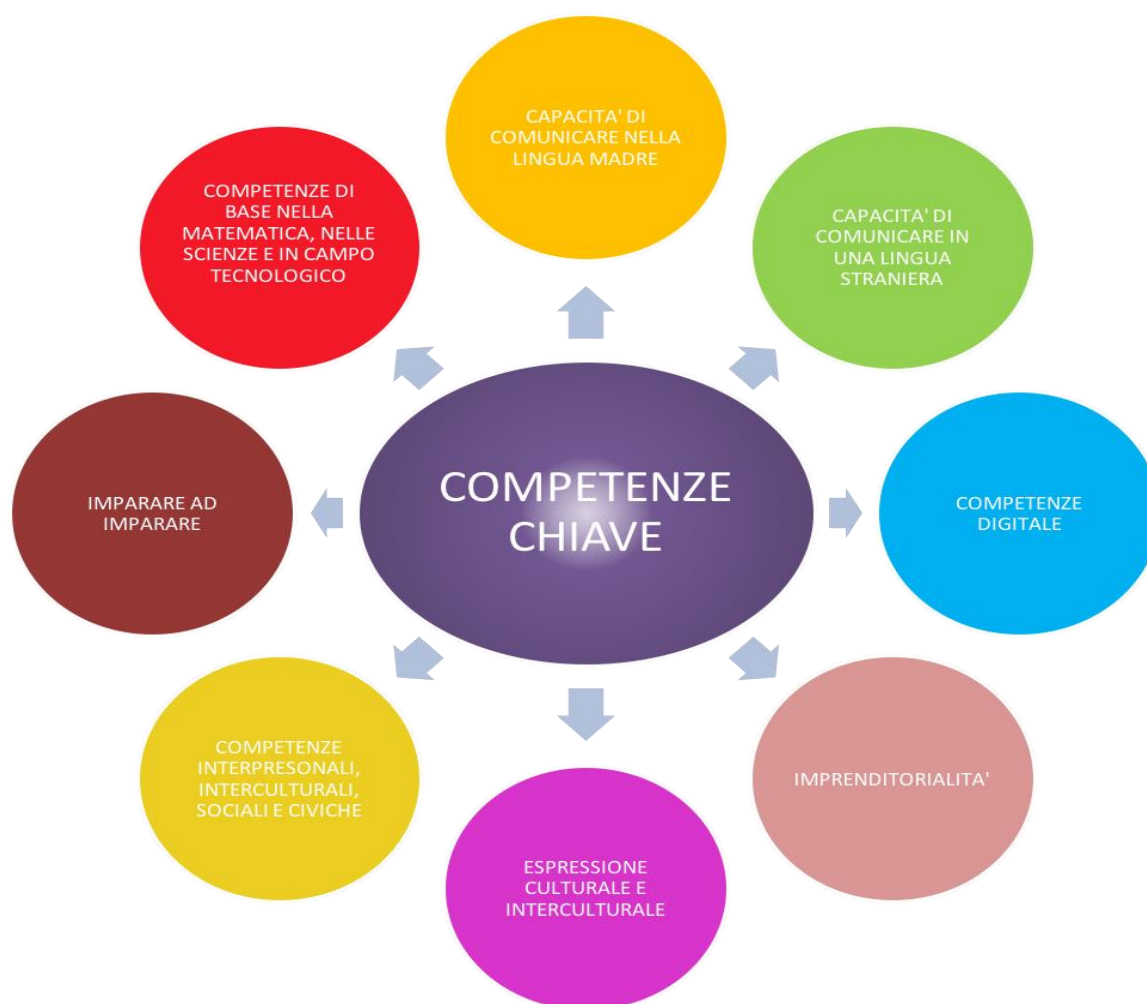 CAPACITA' DI
COMUNICARE NELLA
LINGUA MADRE
CAPACITA' DI
COMUNICARE IN
UNA LINGUA
STRANIERA
COMPETENZE
DIGITALE
IMPRENDITORIALITA'
ESPRESSIONE
CULTURALE E
INTERCULTURALE
COMPETENZE
INTERPRESONALI,
INTERCULTURALI,
SOCIALI E CIVICHE
IMPARARE AD
IMPARARE
COMPETENZE DI
BASE NELLA
MATEMATICA, NELLE
SCIENZE E IN CAMPO
TECNOLOGICO
COMPETENZE
CHIAVE